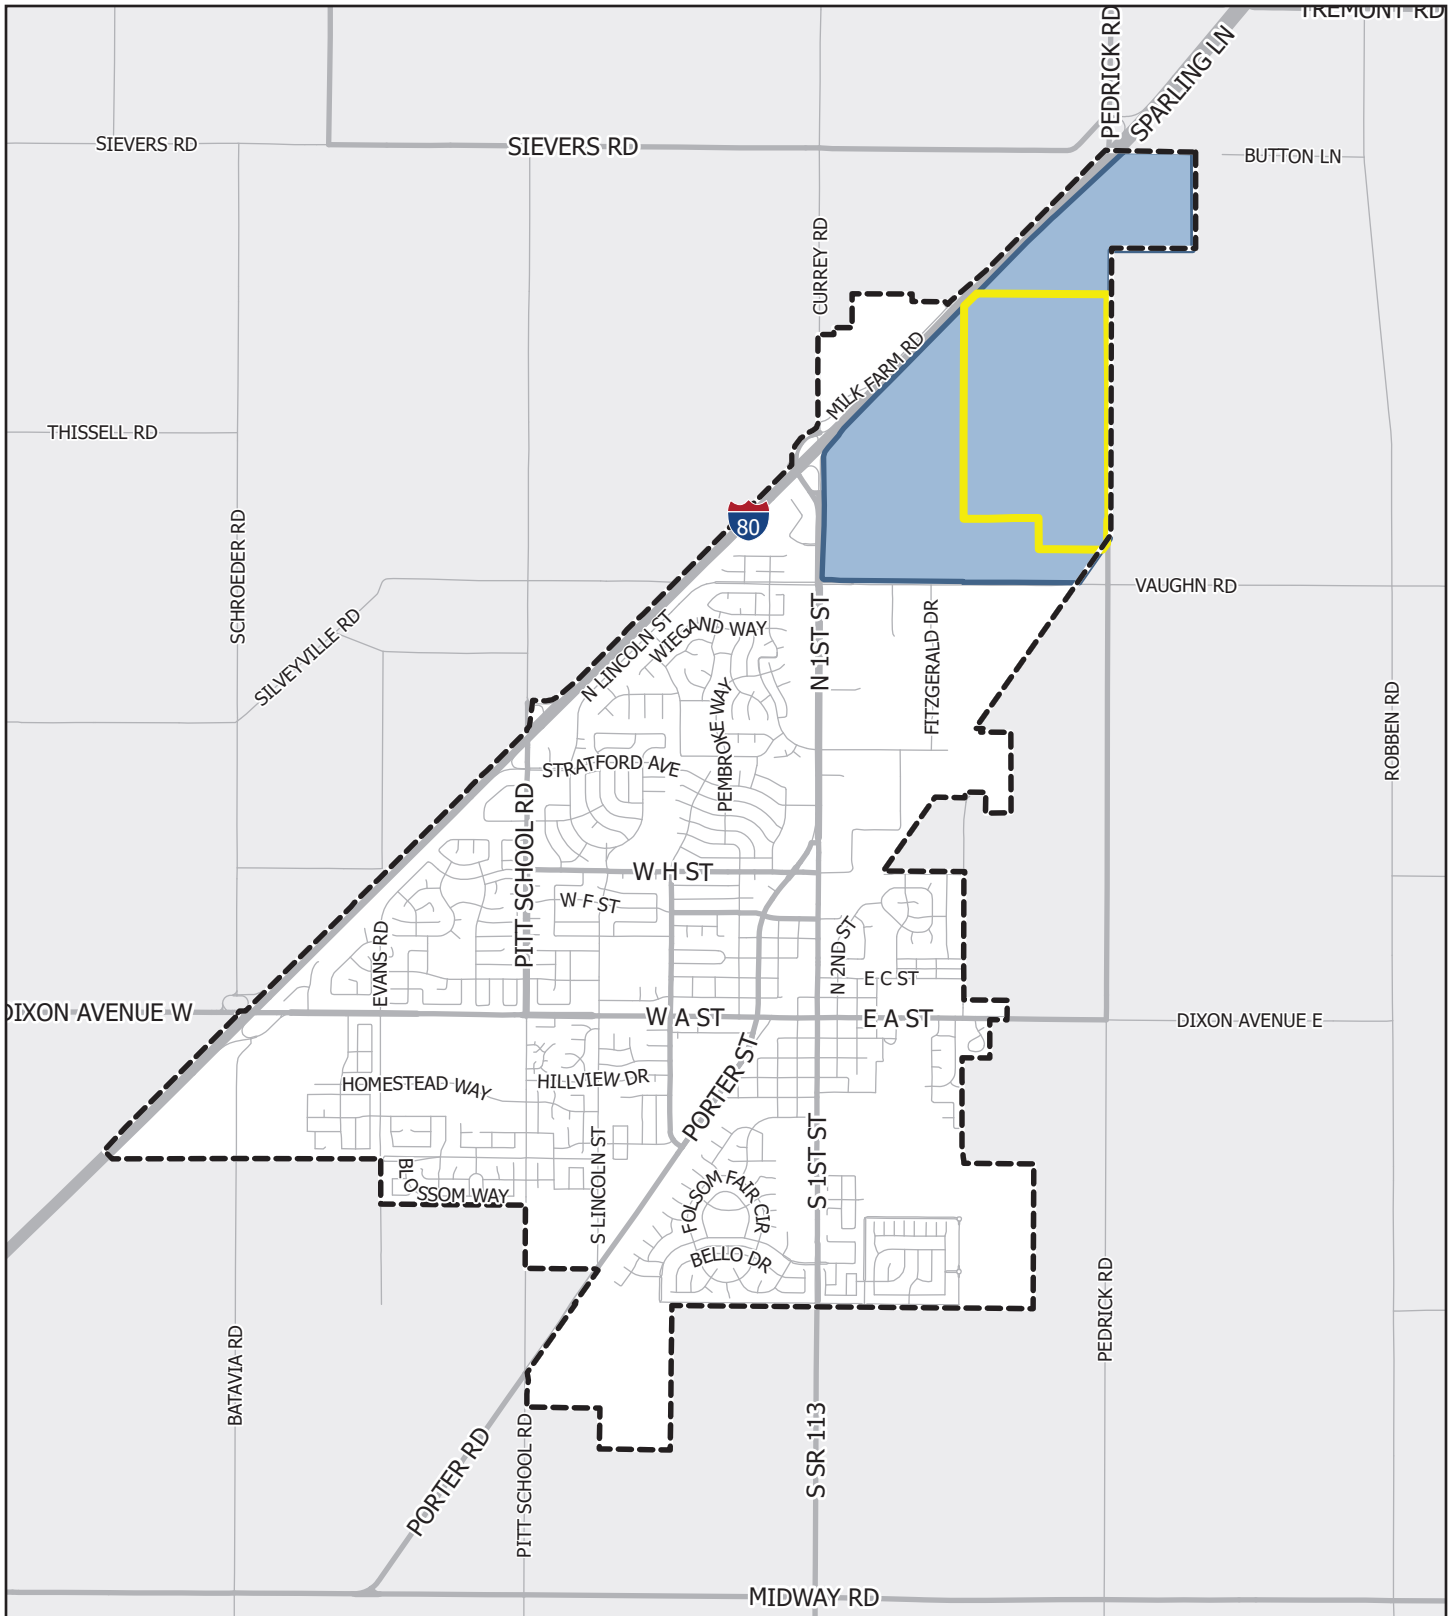 TREMONT RD
PEDRICK RD
SPARLING LN
SIEVERS RD
SIEVERS RD
BUTTON LN
CURREY RD
MILK FARM RD
THISSELL RD
80
SCHROEDER RD
VAUGHN RD
SILVEYVILLE RD
N LINCOLN ST
WIEGAND WAY
N 1ST ST
FITZGERALD DR
PEMBROKE WAY
ROBBEN RD
STRATFORD AVE
PITT SCHOOL RD
W H ST
W F ST
EVANS RD
N 2ND ST
E C ST
DIXON AVENUE W
W A ST
E A ST
DIXON AVENUE E
HOMESTEAD WAY
HILLVIEW DR
PORTER ST
S LINCOLN ST
S 1ST ST
BLOSSOM WAY
FOLSOM FAIR CIR
BELLO DR
BATAVIA RD
PEDRICK RD
PITT SCHOOL RD
PORTER RD
S SR 113
MIDWAY RD